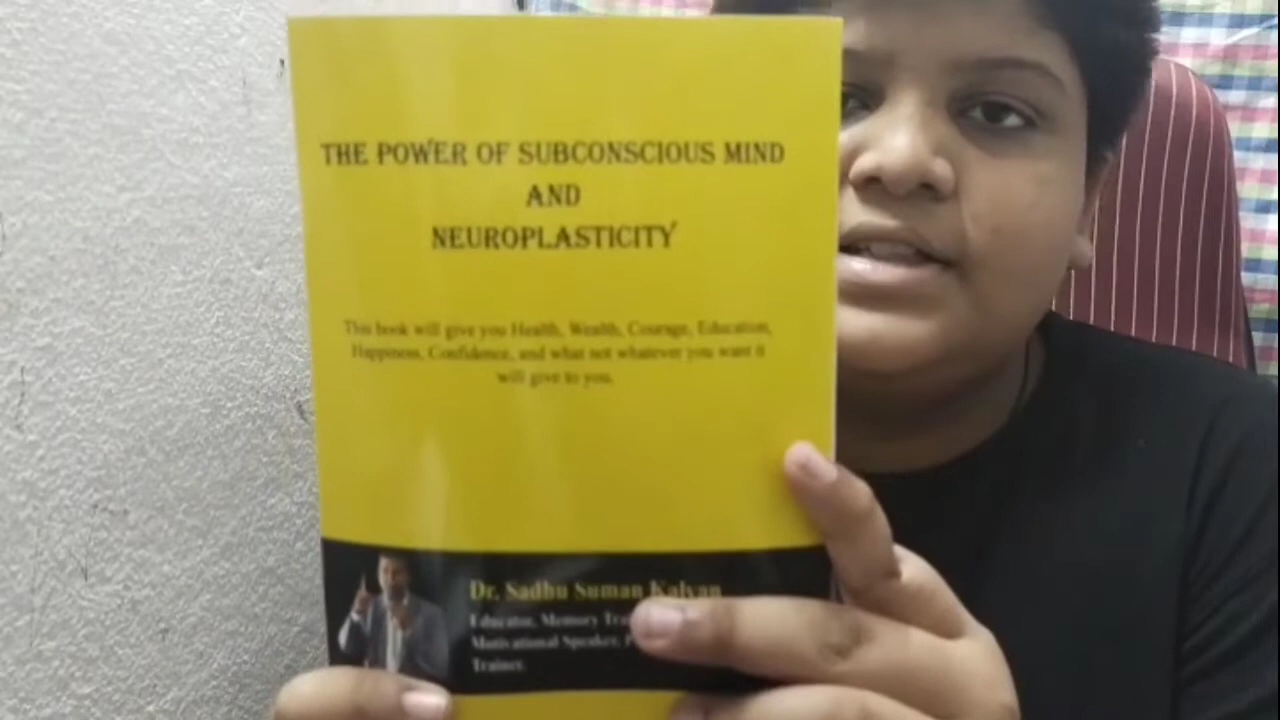 THE POWER OF SUBCONSCIOUS MIND
AND
NEUROPLASTICITY
This book will give you Health, Wealth, Courage, Education,
Happiness, Confidence, and what not whatever you want it
will give to you.
Dr. Sadhu Suman Kalyan
Educator, Memory
Motivational Speaker,
Trainer.